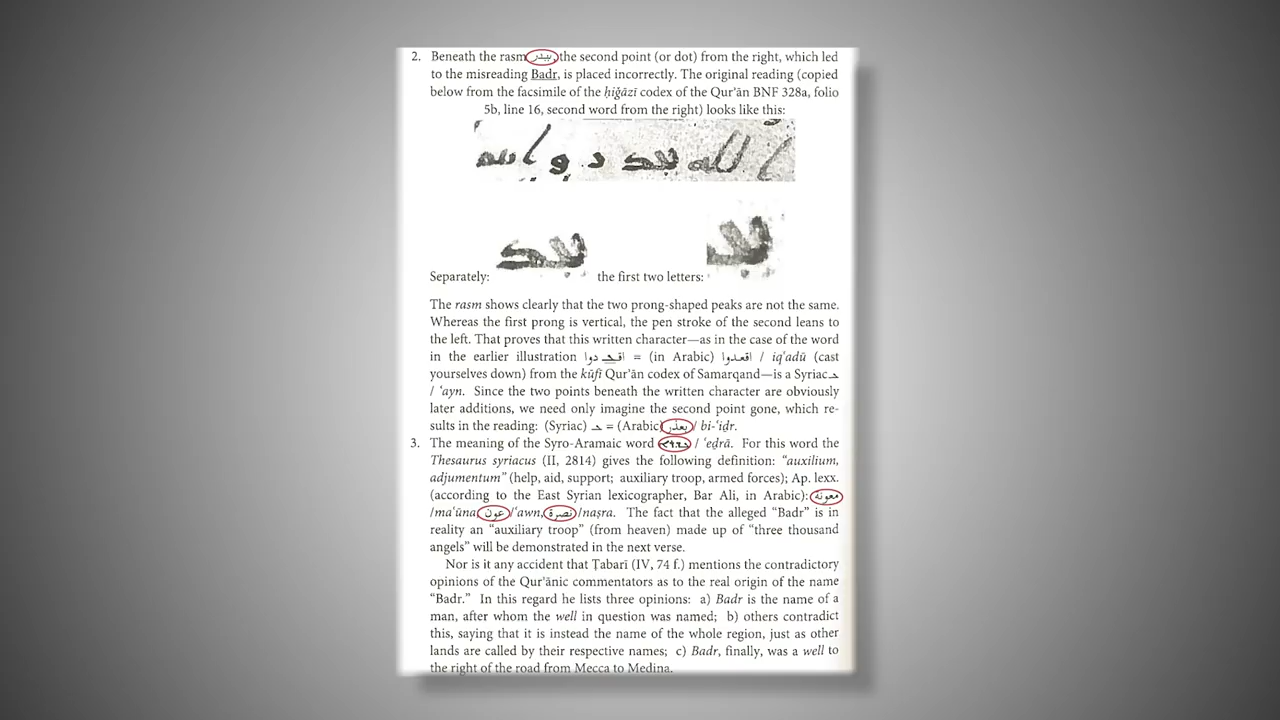 2. Beneath the rasm ببدر, the second point (or dot) from the right, which led
to the misreading Badr, is placed incorrectly. The original reading (copied
below from the facsimile of the ḥiǧāzī codex of the Qur'ān BNF 328a, folio
5b, line 16, second word from the right) looks like this:
Separately: the first two letters:
The rasm shows clearly that the two prong-shaped peaks are not the same.
Whereas the first prong is vertical, the pen stroke of the second leans to
the left. That proves that this written character—as in the case of the word
in the earlier illustration = (in Arabic) اقعدوا / iqʿadū (cast
yourselves down) from the kūfī Qur'ān codex of Samarqand—is a Syriac ܥ
/ ʿayn. Since the two points beneath the written character are obviously
later additions, we need only imagine the second point gone, which re-
sults in the reading: (Syriac) ܥ = (Arabic) بعدر / bi-ʿiḏr.
3. The meaning of the Syro-Aramaic word ܥܕܪܐ / ʿeḏrā. For this word the
Thesaurus syriacus (II, 2814) gives the following definition: “auxilium,
adjumentum” (help, aid, support; auxiliary troop, armed forces); Ap. lexx.
(according to the East Syrian lexicographer, Bar Ali, in Arabic): معونة
/maʿūna, عون /ʿawn, نصرة /naṣra. The fact that the alleged “Badr” is in
reality an “auxiliary troop” (from heaven) made up of “three thousand
angels” will be demonstrated in the next verse.
Nor is it any accident that Ṭabarī (IV, 74 f.) mentions the contradictory
opinions of the Qur'ānic commentators as to the real origin of the name
“Badr.” In this regard he lists three opinions: a) Badr is the name of a
man, after whom the well in question was named; b) others contradict
this, saying that it is instead the name of the whole region, just as other
lands are called by their respective names; c) Badr, finally, was a well to
the right of the road from Mecca to Medina.